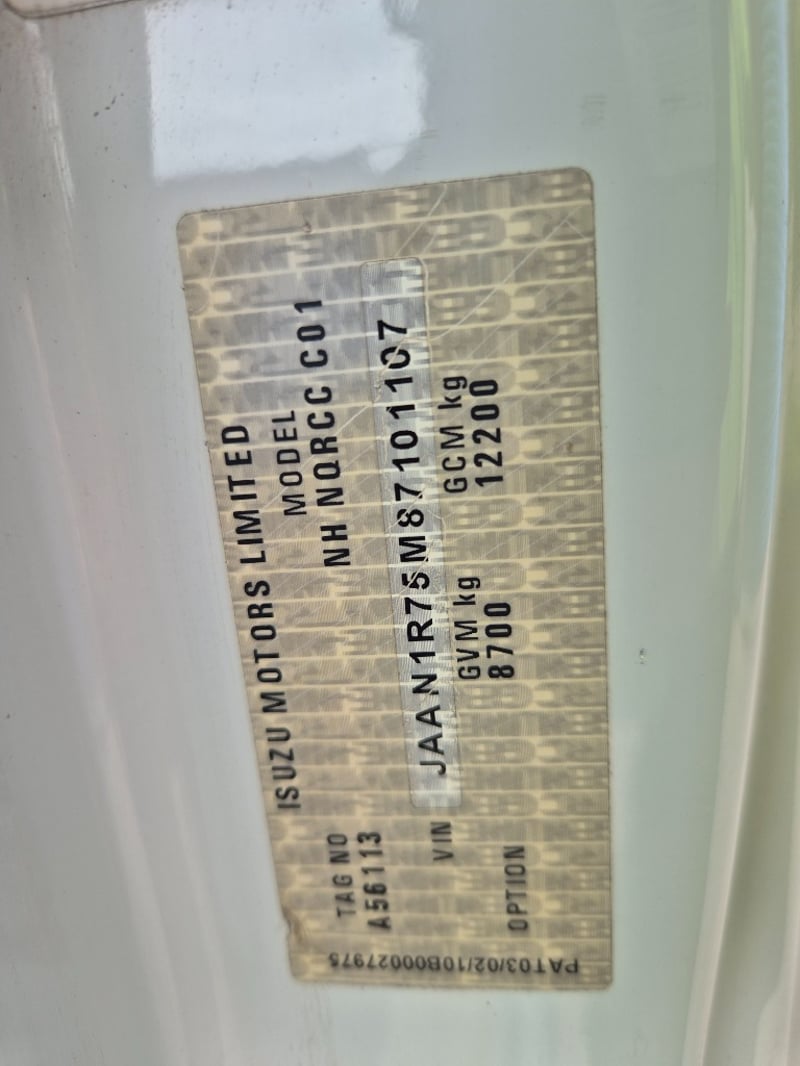 ISUZU MOTORS LIMITED
TAG NO
MODEL
A56113
NH NQRCC C01
VIN
JAAN1R75M87101107
GVM kg
GCM kg
8700
12200
OPTION
PAT03/02/10B00027975